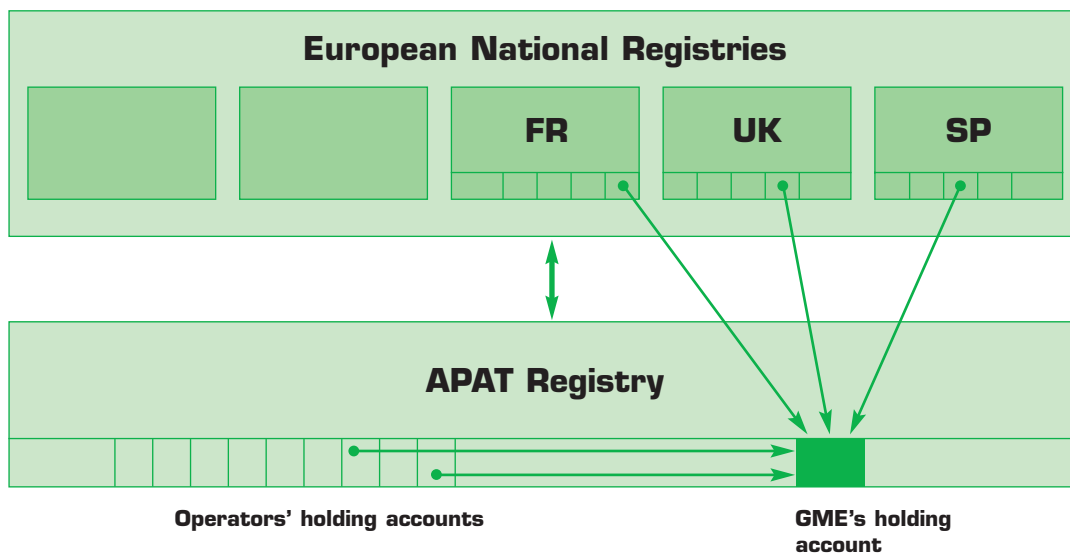 European National Registries
FR
UK
SP
APAT Registry
Operators' holding accounts
GME's holding
account